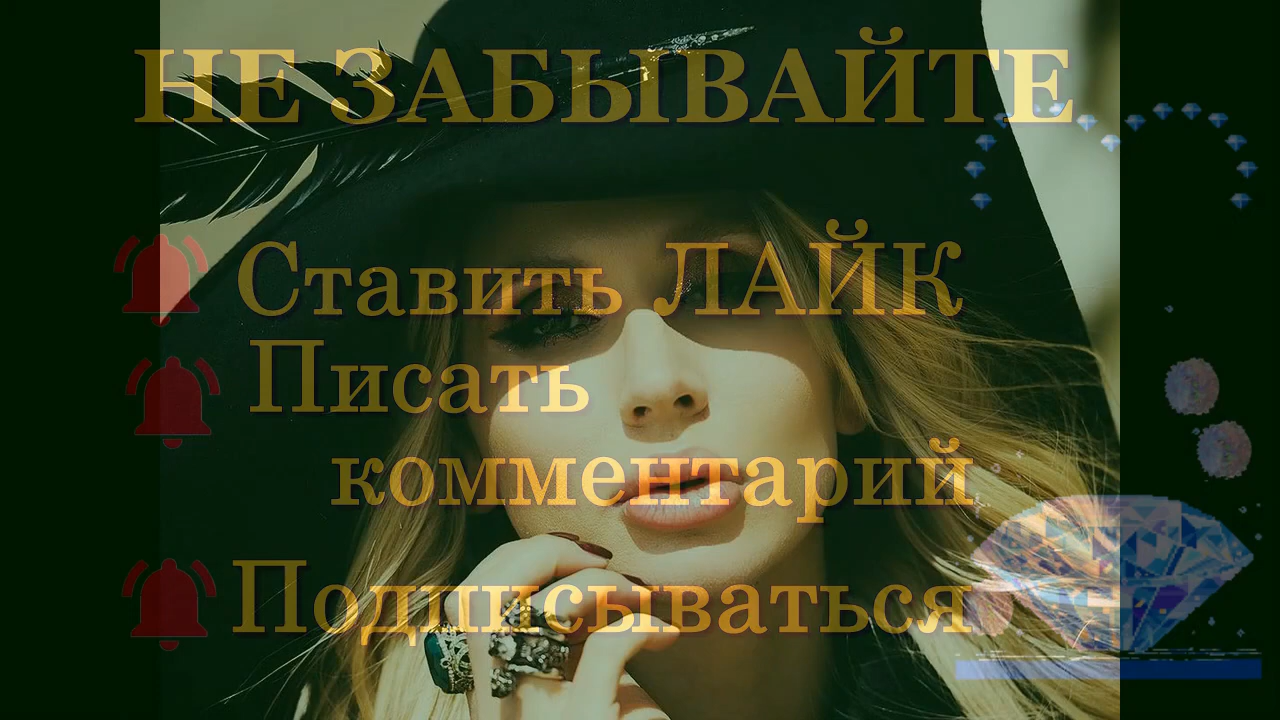 НЕ ЗАБЫВАЙТЕ
Ставить ЛАЙК
Писать
комментарий
Подписываться